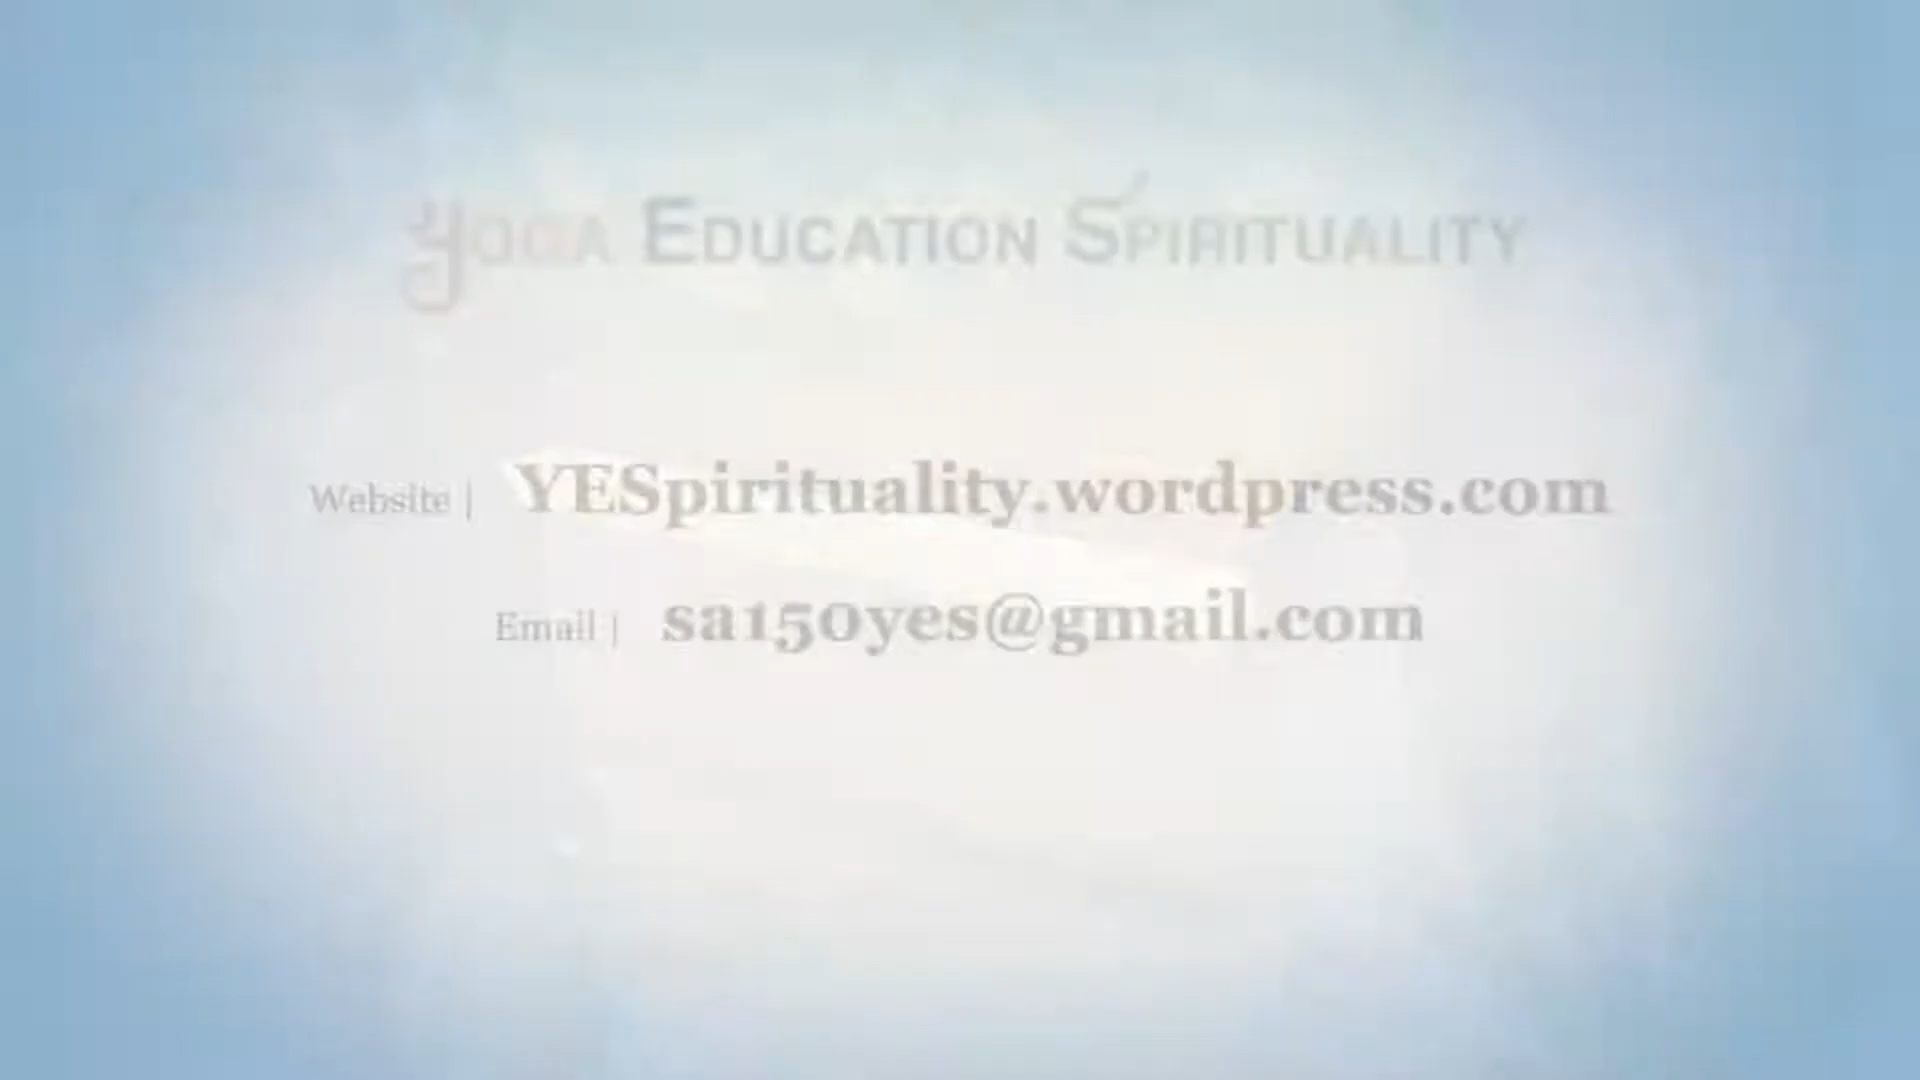 Yoga Education Spirituality
Website | YESpirituality.wordpress.com
Email | sa150yes@gmail.com